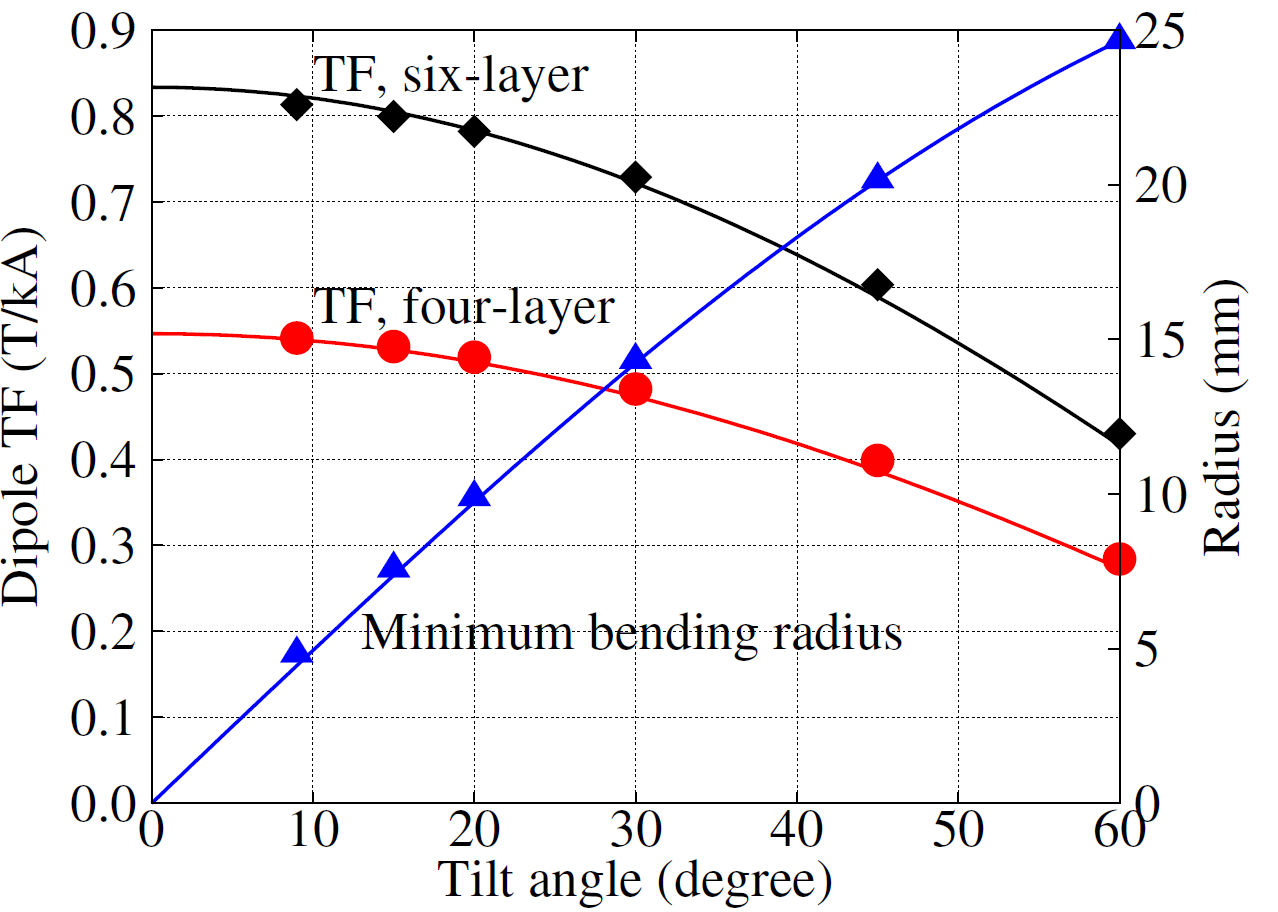 0.9
0.8
0.7
0.6
0.5
0.4
0.3
0.2
0.1
0.0
Dipole TF (T/kA)
TF, six-layer
TF, four-layer
Minimum bending radius
25
20
15
10
5
0
Radius (mm)
0 10 20 30 40 50 60
Tilt angle (degree)